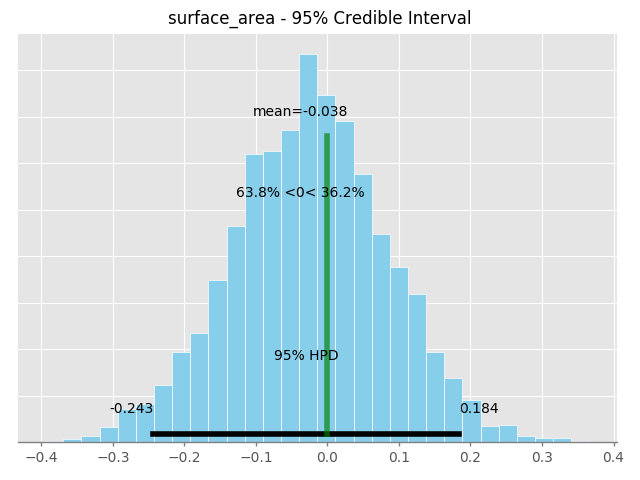 surface_area - 95% Credible Interval
mean=-0.038
63.8% <0< 36.2%
95% HPD
-0.243
0.184
−0.4 −0.3 −0.2 −0.1 0.0 0.1 0.2 0.3 0.4